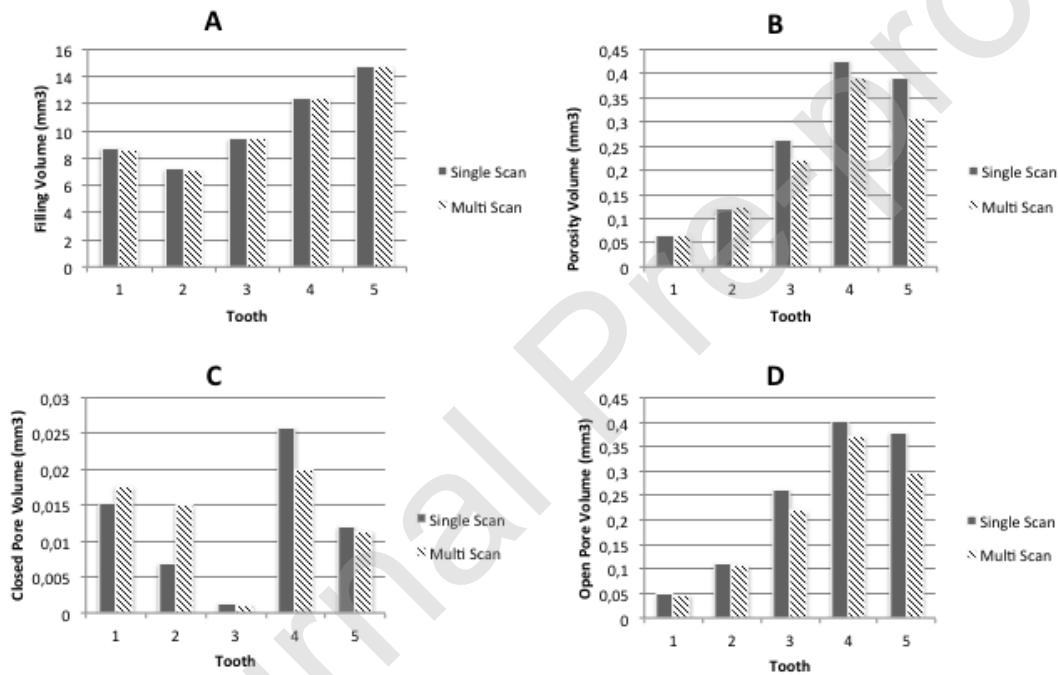 A
Filling Volume (mm3)
16
14
12
10
8
6
4
2
0
1 2 3 4 5
Tooth
Single Scan
Multi Scan
B
Porosity Volume (mm3)
0,45
0,4
0,35
0,3
0,25
0,2
0,15
0,1
0,05
0
1 2 3 4 5
Tooth
Single Scan
Multi Scan
C
Closed Pore Volume (mm3)
0,03
0,025
0,02
0,015
0,01
0,005
0
1 2 3 4 5
Tooth
Single Scan
Multi Scan
D
Open Pore Volume (mm3)
0,45
0,4
0,35
0,3
0,25
0,2
0,15
0,1
0,05
0
1 2 3 4 5
Tooth
Single Scan
Multi Scan
urnal Pre-pro